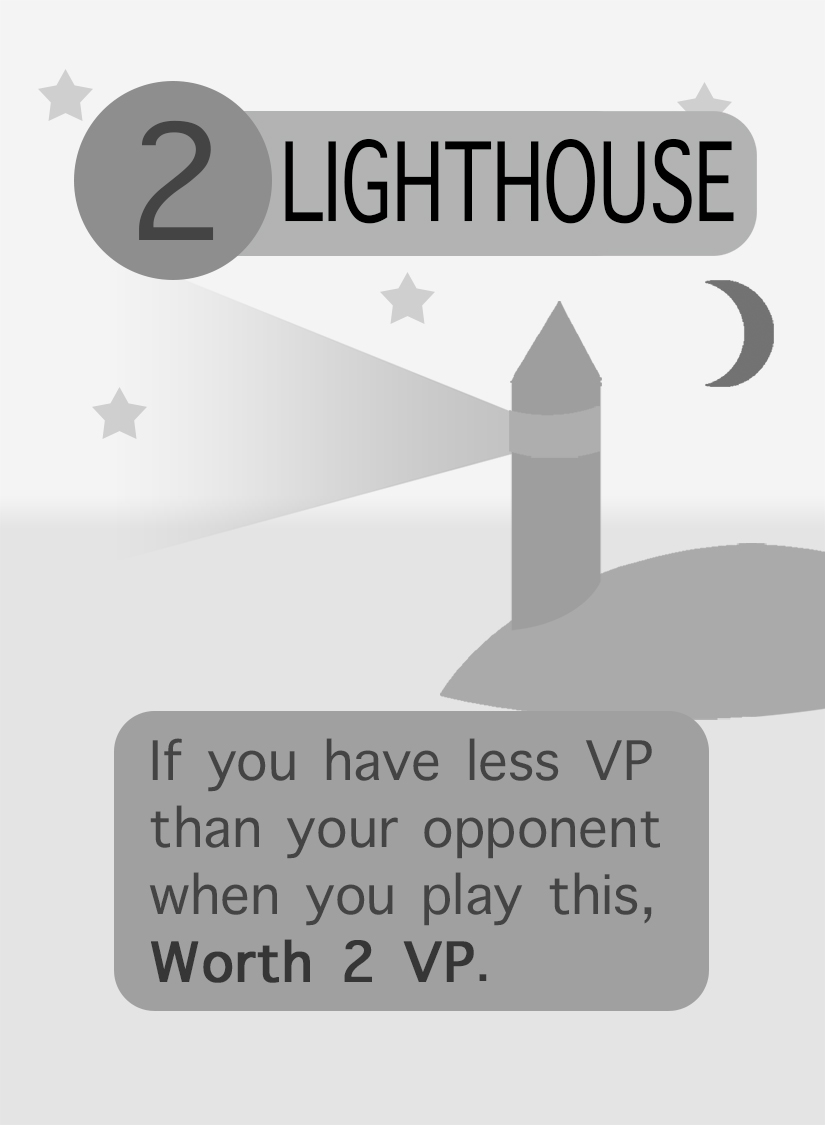 2 LIGHTHOUSE
If you have less VP
than your opponent
when you play this,
Worth 2 VP.